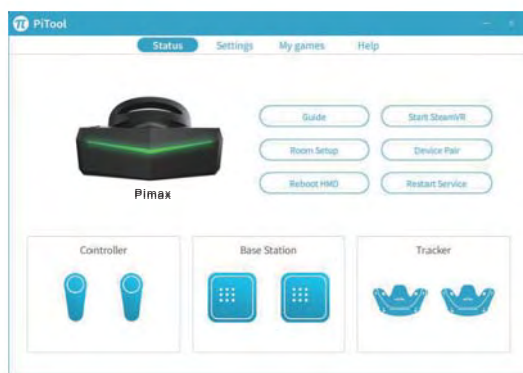 PiTool
Status Settings My games Help
Guide Start SteamVR
Room Setup Device Pair
Pimax
Reboot HMD Restart Service
Controller Base Station Tracker